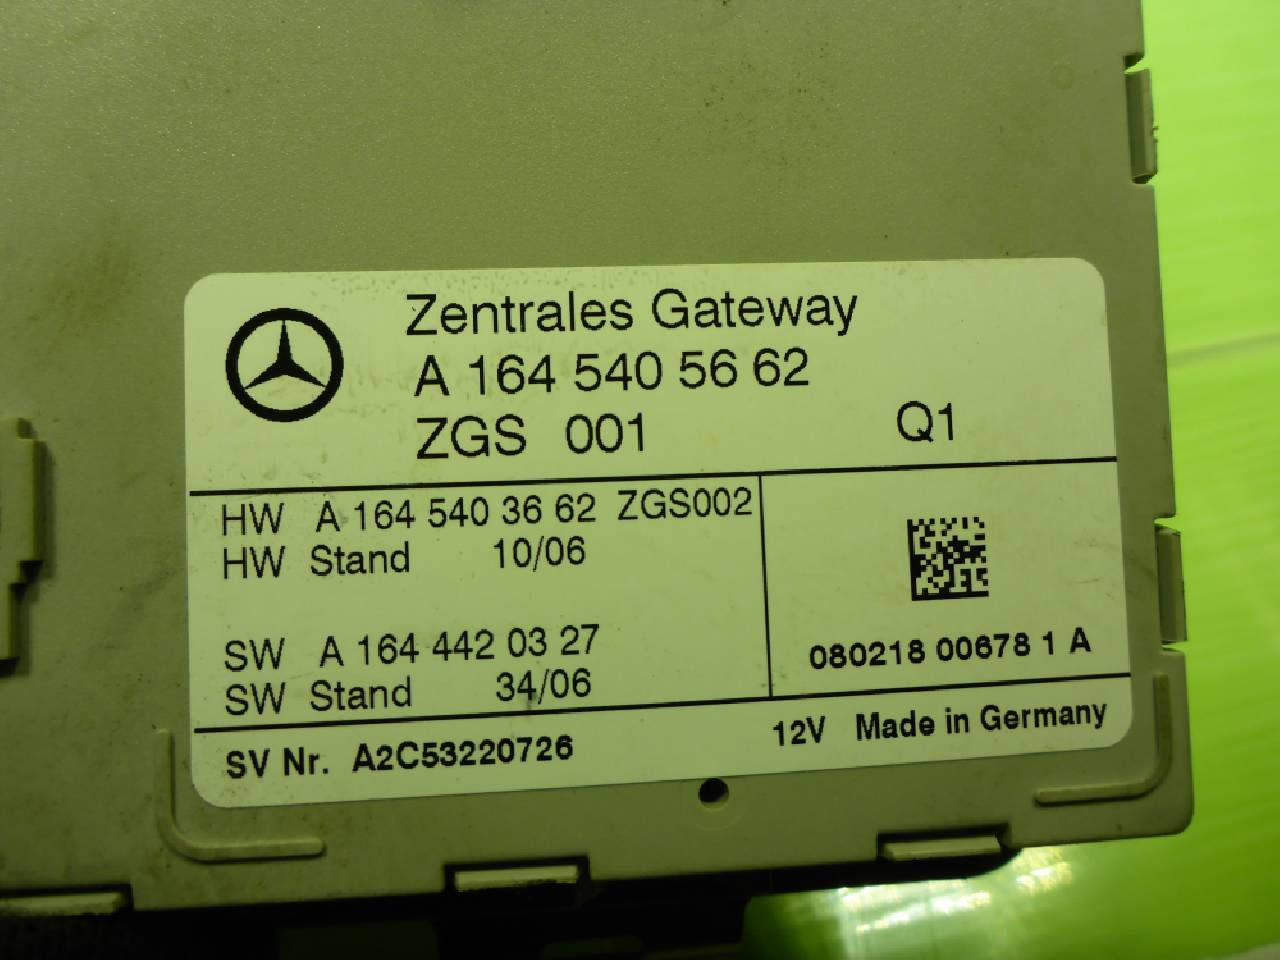 Zentrales Gateway
A 164 540 56 62
ZGS 001 Q1
HW A 164 540 36 62 ZGS002
HW Stand 10/06
SW A 164 442 03 27
SW Stand 34/06
080218 00678 1 A
SV Nr. A2C53220726
12V Made in Germany